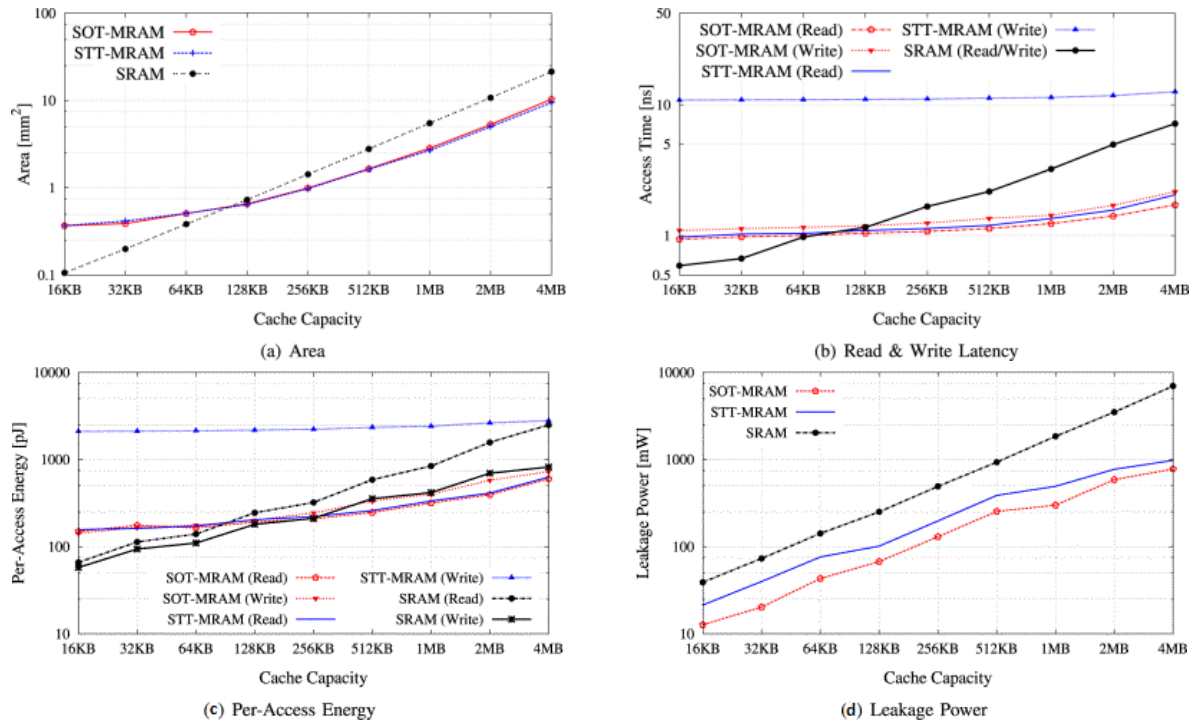 SOT-MRAM
STT-MRAM
SRAM
100
10
1
0.1
Area [mm²]
16KB 32KB 64KB 128KB 256KB 512KB 1MB 2MB 4MB
Cache Capacity
(a) Area
SOT-MRAM (Read)
SOT-MRAM (Write)
STT-MRAM (Read)
STT-MRAM (Write)
SRAM (Read/Write)
50
10
5
1
0.5
Access Time [ns]
16KB 32KB 64KB 128KB 256KB 512KB 1MB 2MB 4MB
Cache Capacity
(b) Read & Write Latency
10000
1000
100
10
Per-Access Energy [pJ]
SOT-MRAM (Read)
SOT-MRAM (Write)
STT-MRAM (Read)
STT-MRAM (Write)
SRAM (Read)
SRAM (Write)
16KB 32KB 64KB 128KB 256KB 512KB 1MB 2MB 4MB
Cache Capacity
(c) Per-Access Energy
SOT-MRAM
STT-MRAM
SRAM
10000
1000
100
10
Leakage Power [mW]
16KB 32KB 64KB 128KB 256KB 512KB 1MB 2MB 4MB
Cache Capacity
(d) Leakage Power